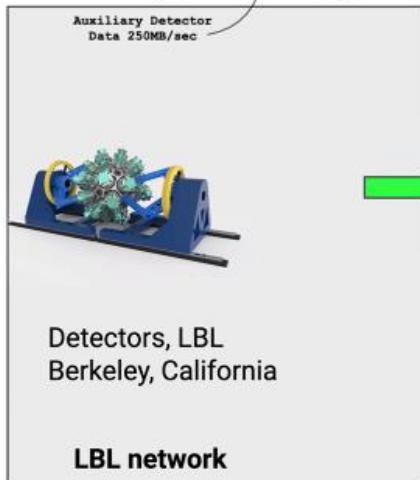 Auxiliary Detector
Data 250MB/sec
Detectors, LBL
Berkeley, California
LBL network